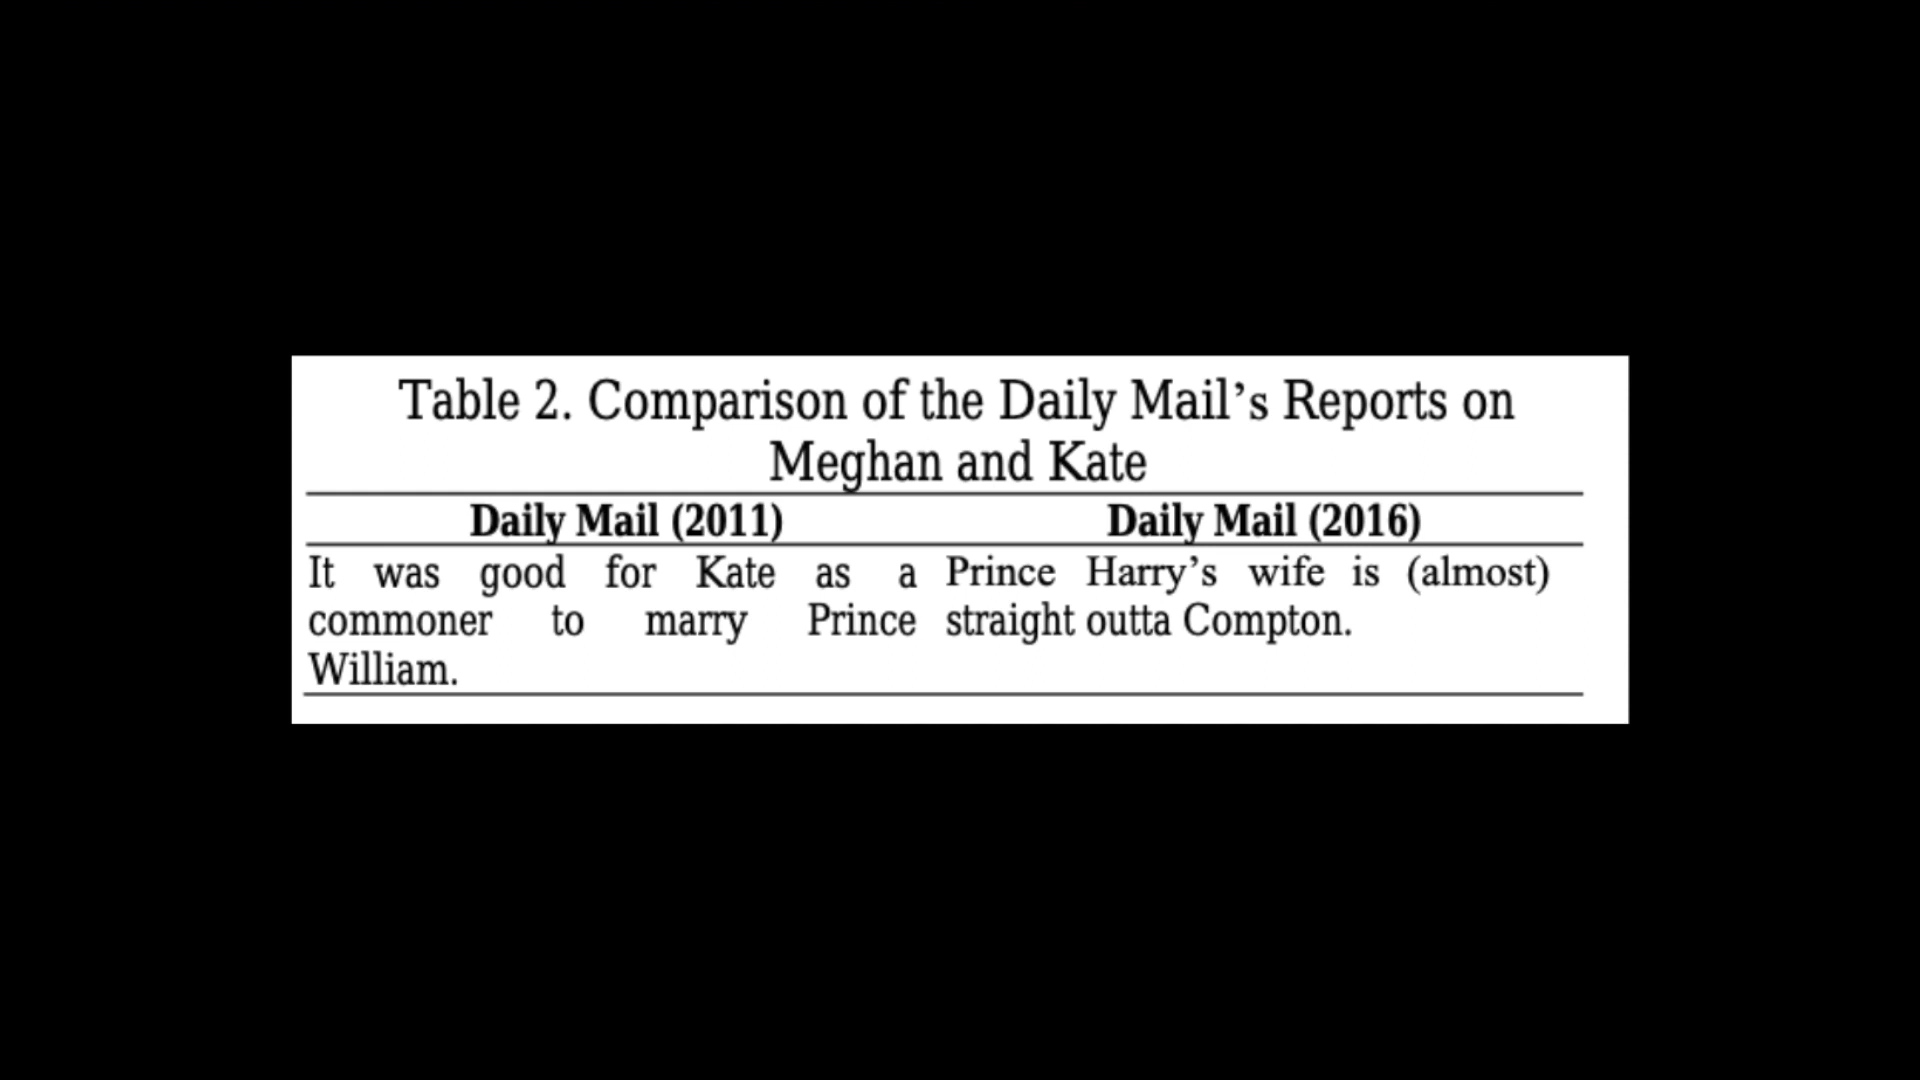 Table 2. Comparison of the Daily Mail’s Reports on
Meghan and Kate
Daily Mail (2011) Daily Mail (2016)
It was good for Kate as a
commoner to marry Prince
William.
Prince Harry’s wife is (almost)
straight outta Compton.